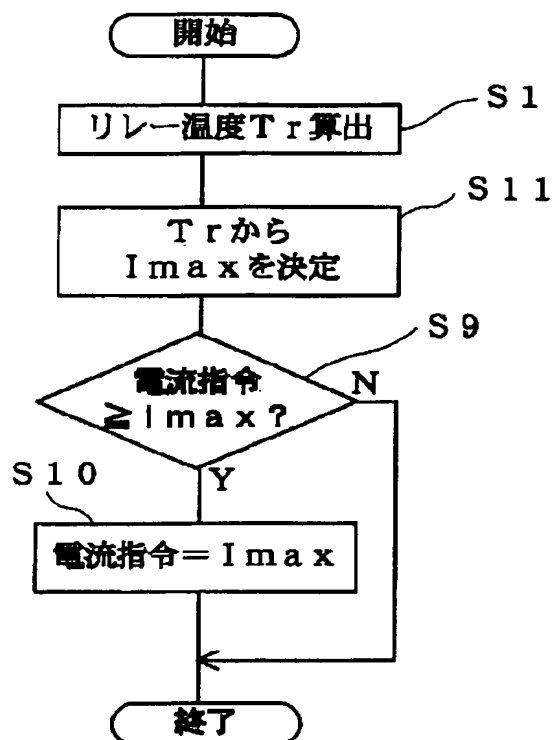 開始
リレー温度Ｔｒ算出
Ｓ１
Ｔｒから
Ｉｍａｘを決定
Ｓ１１
電流指令
≧Ｉｍａｘ？
Ｓ９
N
Y
Ｓ１０
電流指令＝Ｉｍａｘ
終了